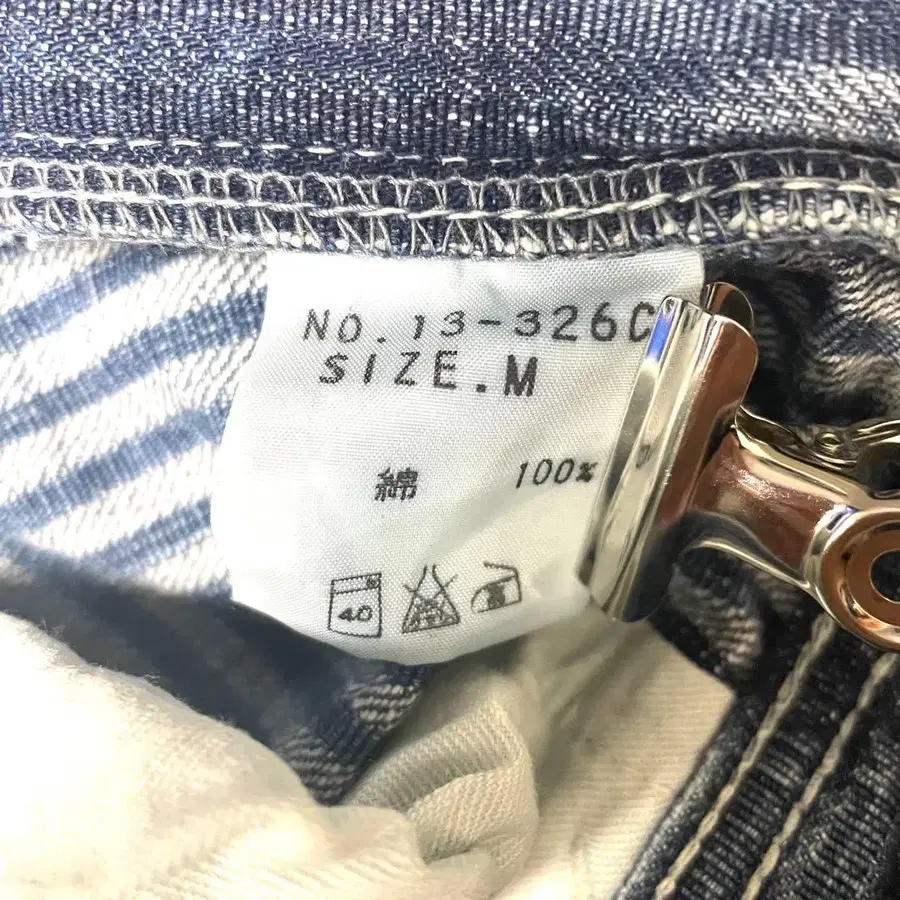 NO.13-326C
SIZE.M
綿 100%
40